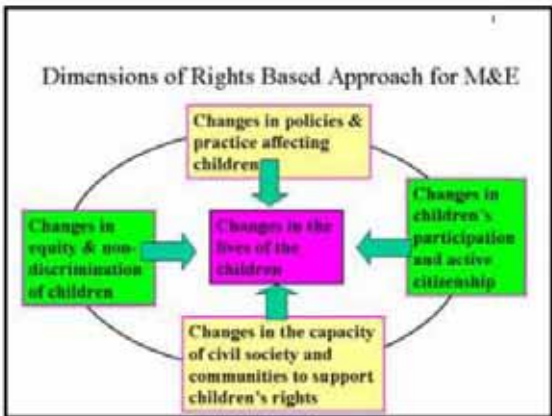 1
Dimensions of Rights Based Approach for M&E
Changes in policies &
practice affecting
children
Changes in
equity & non-
discrimination
of children
Changes in the
lives of the
children
Changes in
children's
participation
and active
citizenship
Changes in the capacity
of civil society and
communities to support
children's rights